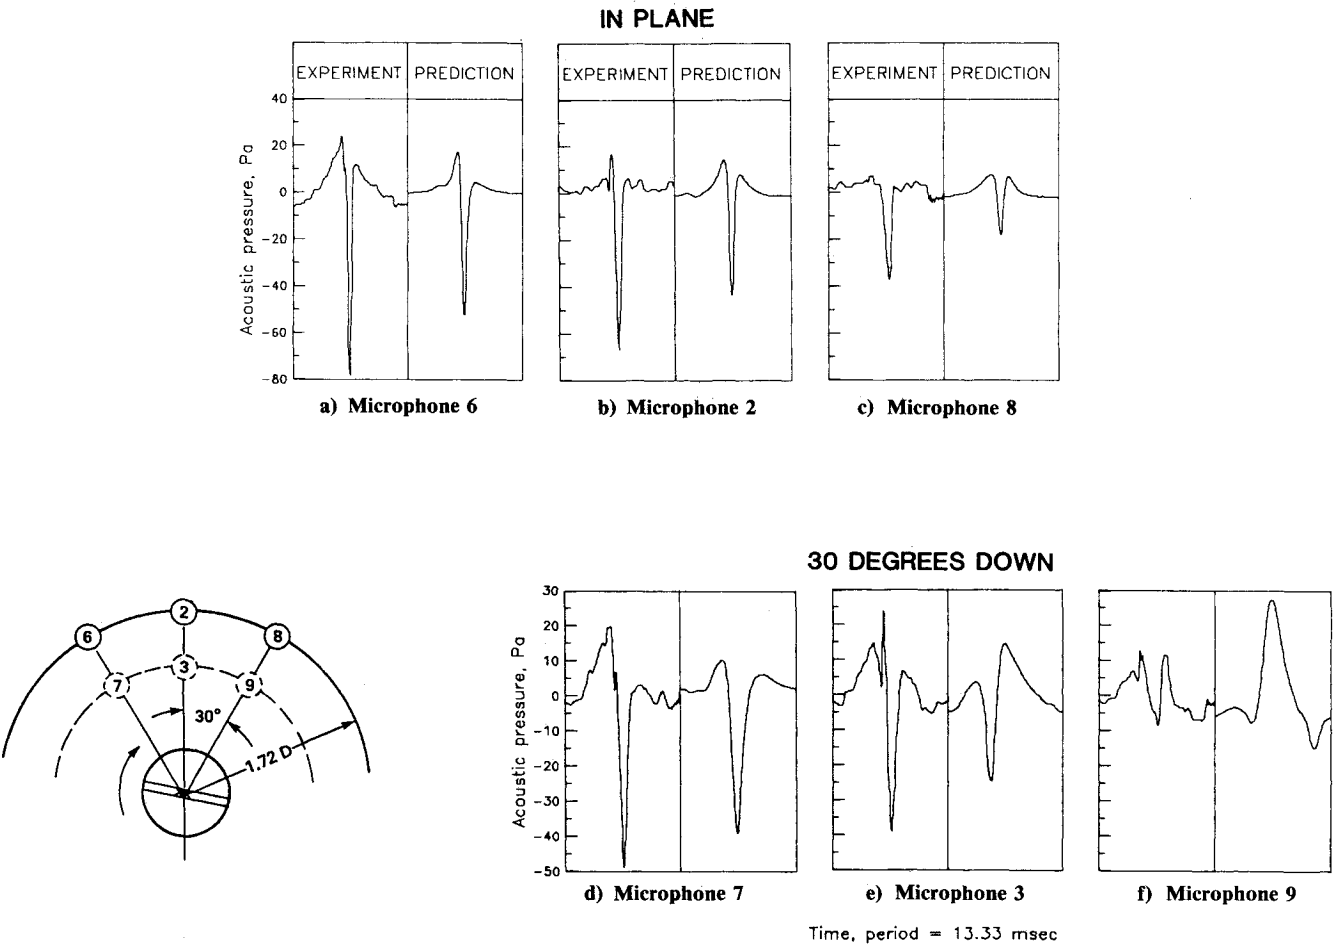 IN PLANE
EXPERIMENT PREDICTION
EXPERIMENT PREDICTION
EXPERIMENT PREDICTION
Acoustic pressure, Pa
40
20
0
-20
-40
-60
-80
a) Microphone 6
b) Microphone 2
c) Microphone 8
2
6
8
3
7
9
30°
1.72 D
30 DEGREES DOWN
Acoustic pressure, Pa
30
20
10
0
-10
-20
-30
-40
-50
d) Microphone 7
e) Microphone 3
f) Microphone 9
Time, period = 13.33 msec